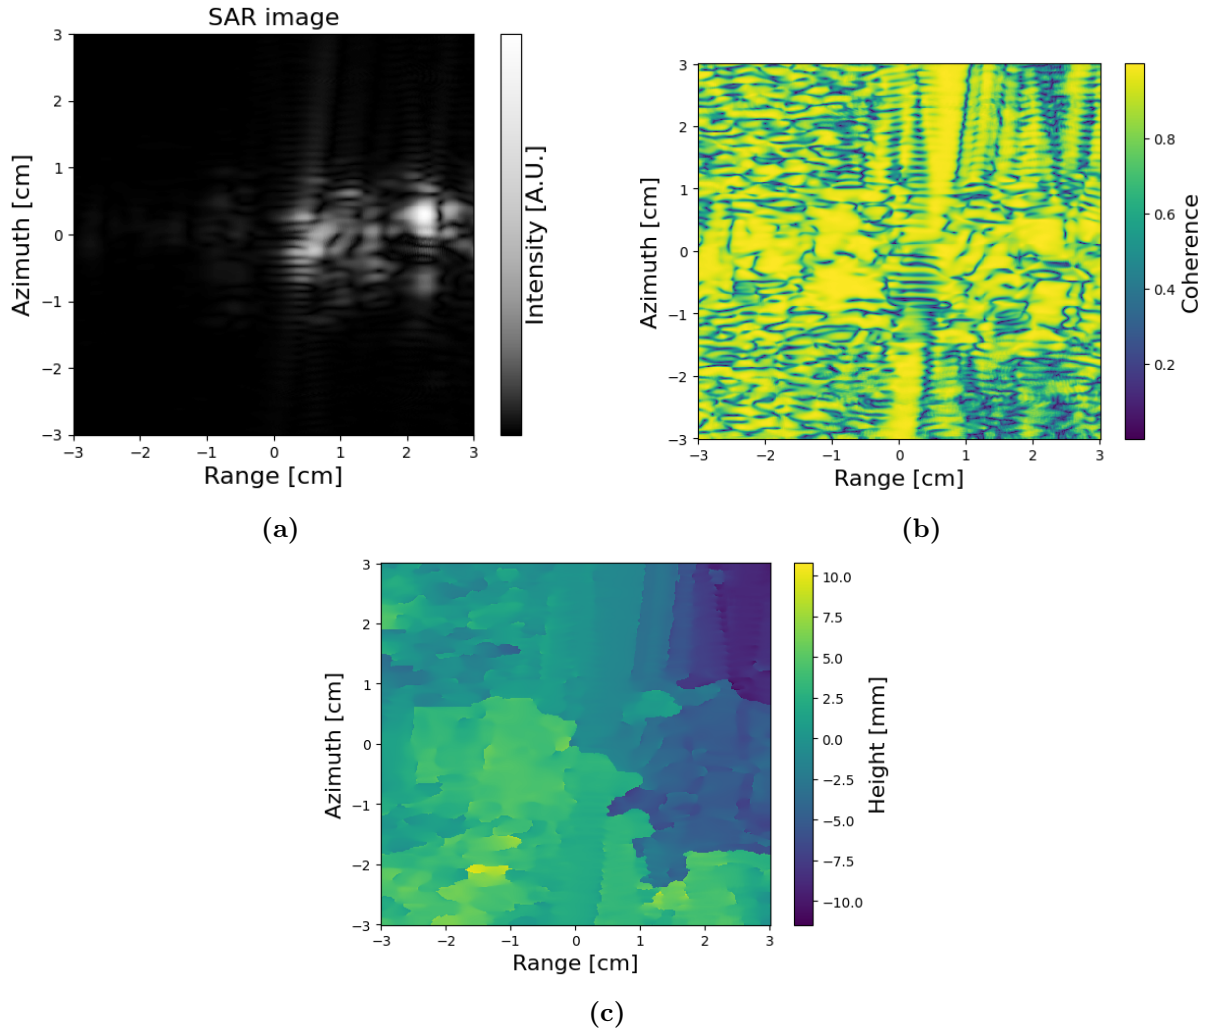 SAR image
3
2
1
0
−1
−2
−3
−3 −2 −1 0 1 2 3
Azimuth [cm]
Range [cm]
Intensity [A.U.]
(a)
3
2
1
0
−1
−2
−3
−3 −2 −1 0 1 2 3
Azimuth [cm]
Range [cm]
0.8
0.6
0.4
0.2
Coherence
(b)
3
2
1
0
−1
−2
−3
−3 −2 −1 0 1 2 3
Azimuth [cm]
Range [cm]
10.0
7.5
5.0
2.5
0.0
−2.5
−5.0
−7.5
−10.0
Height [mm]
(c)